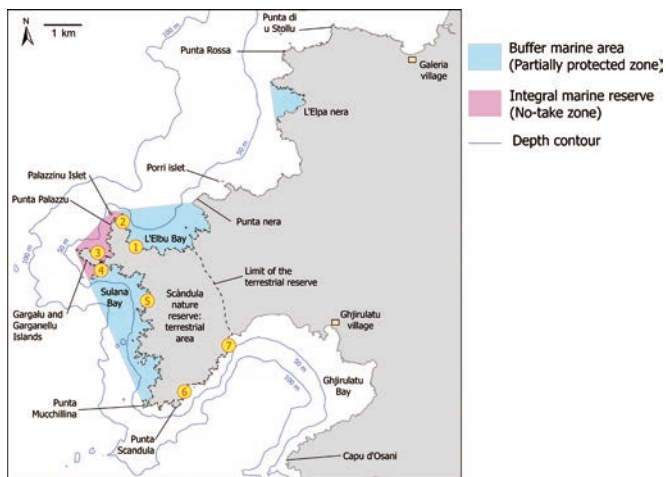 N
1 km
Punta di
u Stollu
Punta Rossa
Galeria
village
100 m
50 m
L'Elpa nera
Porri islet
Palazzinu Islet
Punta Palazzu
Punta nera
2
L'Elbu Bay
1
50 m
100 m
3
4
Limit of the
terrestrial reserve
Sulana
Bay
5
Scàndula
nature
reserve:
terrestrial
area
Gargalu and
Garganellu
Islands
Ghjirulatu
village
7
50 m
100 m
Ghjirulatu
Bay
6
Punta
Mucchillina
Punta
Scandula
Capu d'Osani
Buffer marine area
(Partially protected zone)
Integral marine reserve
(No-take zone)
Depth contour